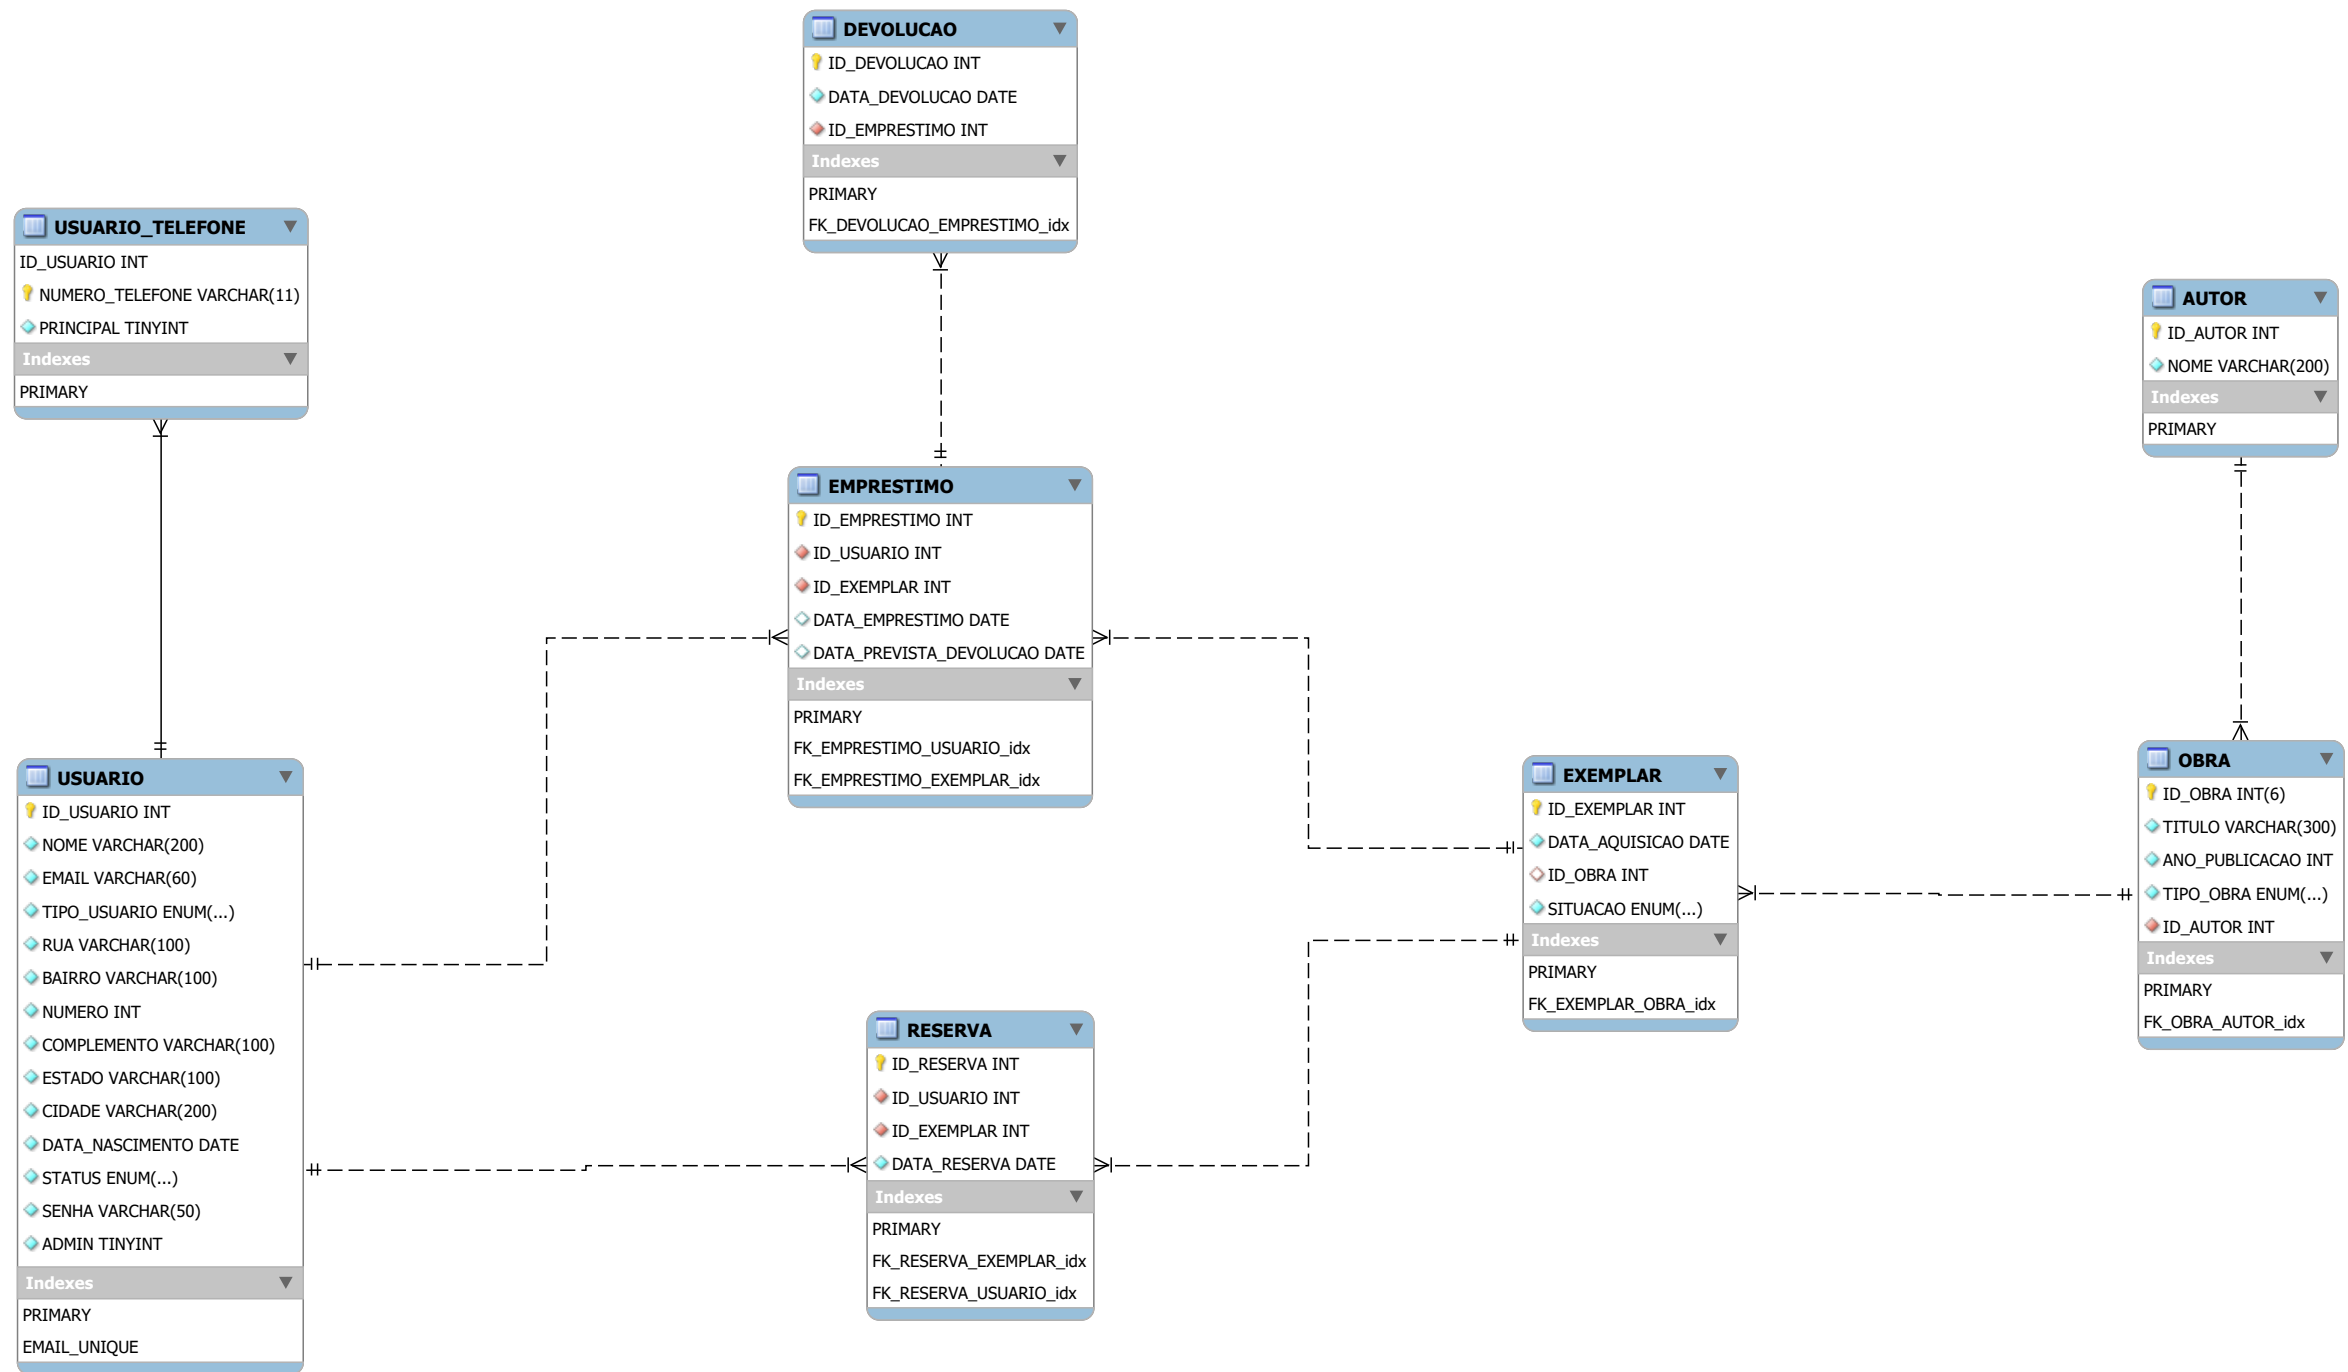 DEVOLUCAO
ID_DEVOLUCAO INT
DATA_DEVOLUCAO DATE
ID_EMPRESTIMO INT
Indexes
PRIMARY
FK_DEVOLUCAO_EMPRESTIMO_idx
USUARIO_TELEFONE
ID_USUARIO INT
NUMERO_TELEFONE VARCHAR(11)
PRINCIPAL TINYINT
Indexes
PRIMARY
AUTOR
ID_AUTOR INT
NOME VARCHAR(200)
Indexes
PRIMARY
EMPRESTIMO
ID_EMPRESTIMO INT
ID_USUARIO INT
ID_EXEMPLAR INT
DATA_EMPRESTIMO DATE
DATA_PREVISTA_DEVOLUCAO DATE
Indexes
PRIMARY
FK_EMPRESTIMO_USUARIO_idx
FK_EMPRESTIMO_EXEMPLAR_idx
USUARIO
ID_USUARIO INT
NOME VARCHAR(200)
EMAIL VARCHAR(60)
TIPO_USUARIO ENUM(...)
RUA VARCHAR(100)
BAIRRO VARCHAR(100)
NUMERO INT
COMPLEMENTO VARCHAR(100)
ESTADO VARCHAR(100)
CIDADE VARCHAR(200)
DATA_NASCIMENTO DATE
STATUS ENUM(...)
SENHA VARCHAR(50)
ADMIN TINYINT
Indexes
PRIMARY
EMAIL_UNIQUE
EXEMPLAR
ID_EXEMPLAR INT
DATA_AQUISICAO DATE
ID_OBRA INT
SITUACAO ENUM(...)
Indexes
PRIMARY
FK_EXEMPLAR_OBRA_idx
OBRA
ID_OBRA INT(6)
TITULO VARCHAR(300)
ANO_PUBLICACAO INT
TIPO_OBRA ENUM(...)
ID_AUTOR INT
Indexes
PRIMARY
FK_OBRA_AUTOR_idx
RESERVA
ID_RESERVA INT
ID_USUARIO INT
ID_EXEMPLAR INT
DATA_RESERVA DATE
Indexes
PRIMARY
FK_RESERVA_EXEMPLAR_idx
FK_RESERVA_USUARIO_idx